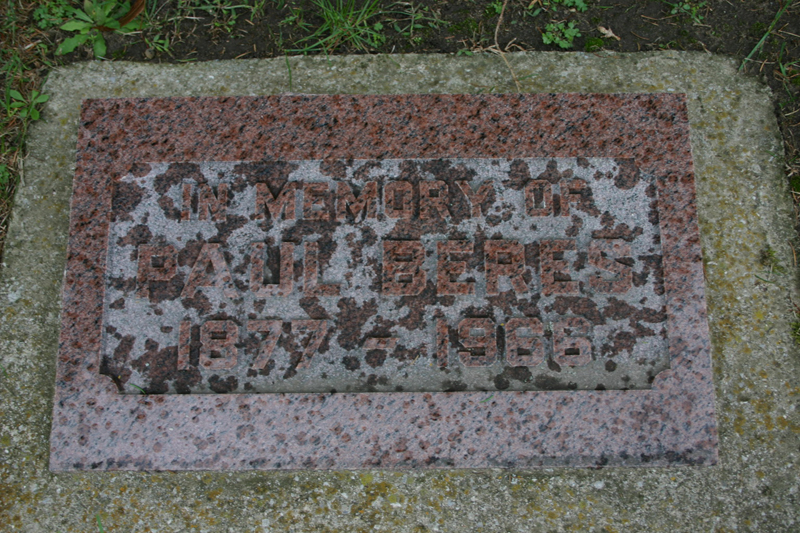 IN MEMORY OF
PAUL BERES
1877 - 1966